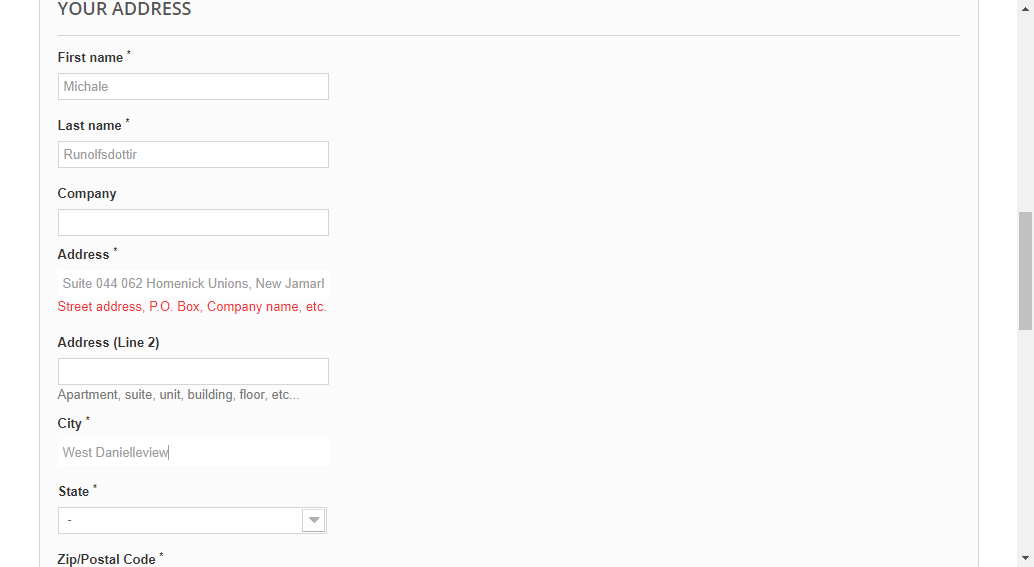 YOUR ADDRESS
First name *
Michale
Last name *
Runolfsdottir
Company
Address *
Suite 044 062 Homenick Unions, New Jamarl
Street address, P.O. Box, Company name, etc.
Address (Line 2)
Apartment, suite, unit, building, floor, etc...
City *
West Danielleview
State *
-
Zip/Postal Code *